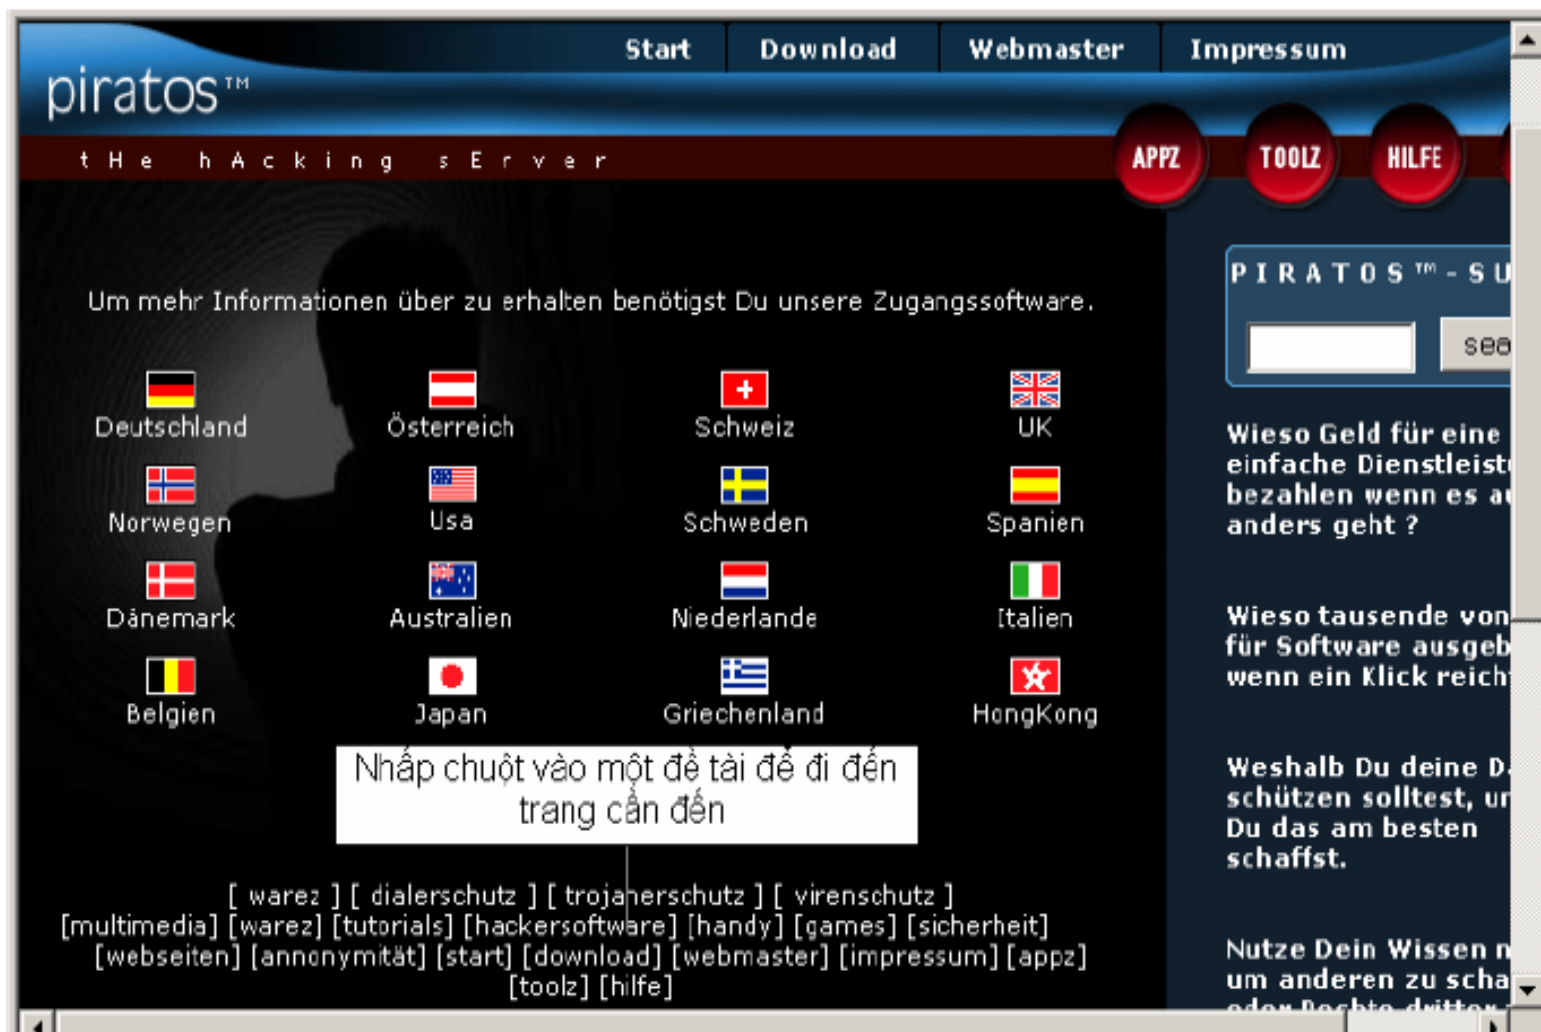 Start Download Webmaster Impressum
piratos™
tHe hAcking sErver
APPZ TOOLZ HILFE
Um mehr Informationen über zu erhalten benötigst Du unsere Zugangssoftware.
Deutschland Österreich Schweiz UK
Norwegen Usa Schweden Spanien
Dänemark Australien Niederlande Italien
Belgien Japan Griechenland HongKong
Nhấp chuột vào một đề tài để đi đến
trang cần đến
[ warez ] [ dialerschutz ] [ trojanerschutz ] [ virenschutz ]
[multimedia] [warez] [tutorials] [hackersoftware] [handy] [games] [sicherheit]
[webseiten] [annonymität] [start] [download] [webmaster] [impressum] [appz]
[toolz] [hilfe]
PIRATOS™-SU
sea
Wieso Geld für eine
einfache Dienstleist
bezahlen wenn es a
anders geht ?
Wieso tausende von
für Software ausgeb
wenn ein Klick reich
Weshalb Du deine D
schützen solltest, un
Du das am besten
schaffst.
Nutze Dein Wissen n
um anderen zu scha
oder Rechte dritter